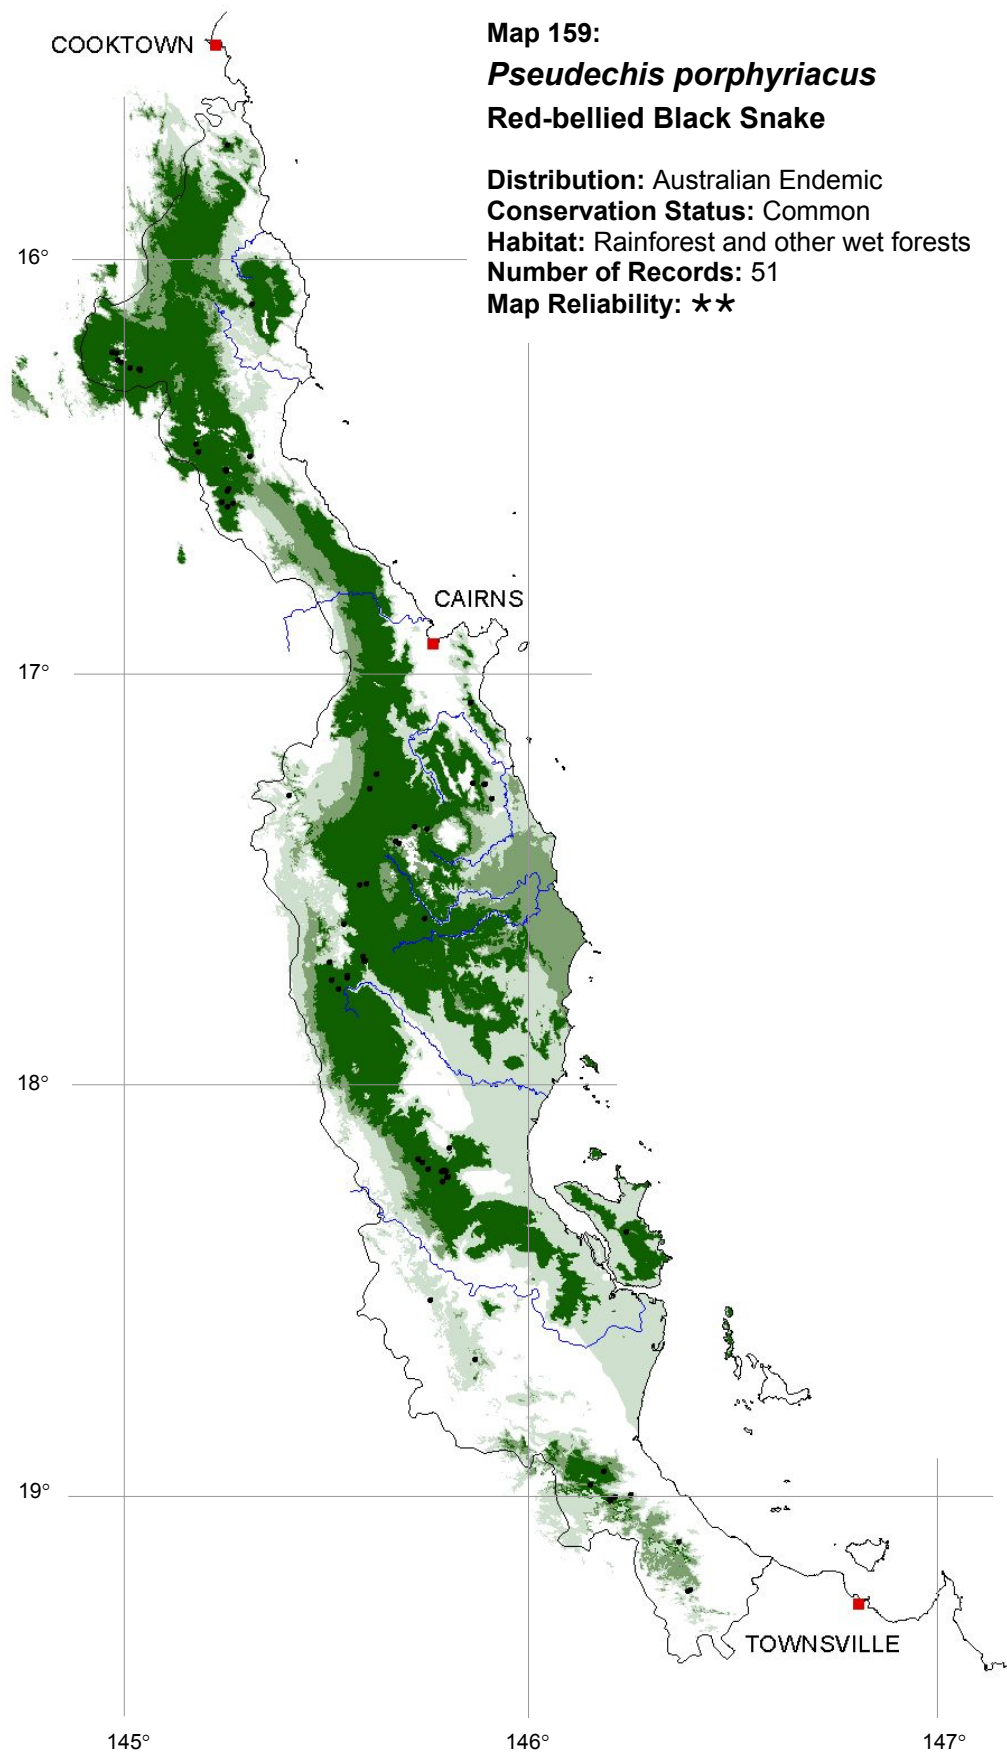 Map 159:
COOKTOWN
Pseudechis porphyriacus
Red-bellied Black Snake
Distribution: Australian Endemic
Conservation Status: Common
Habitat: Rainforest and other wet forests
Number of Records: 51
Map Reliability: **
16°
CAIRNS
17°
18°
19°
TOWNSVILLE
145°
146°
147°